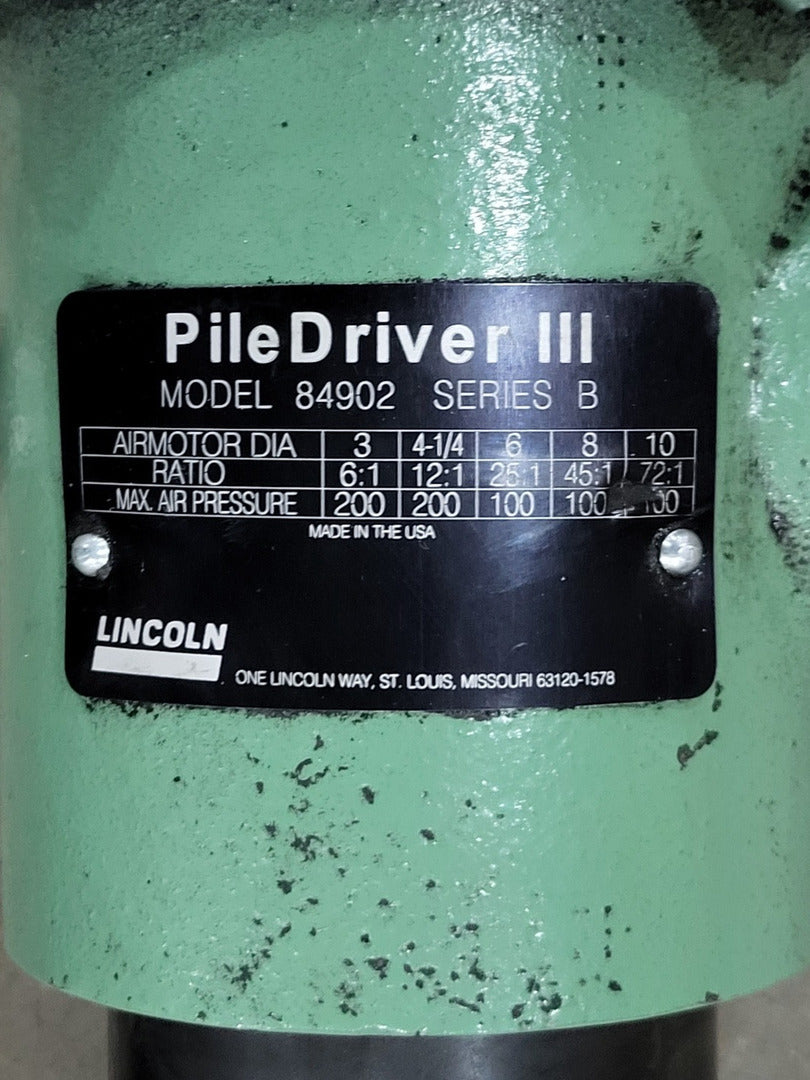 PileDriver III
MODEL 84902 SERIES B
AIRMOTOR DIA 3 4-1/4 6 8 10
RATIO 6:1 12:1 25:1 45:1 72:1
MAX. AIR PRESSURE 200 200 100 100 100
MADE IN THE USA
LINCOLN
ONE LINCOLN WAY, ST. LOUIS, MISSOURI 63120-1578